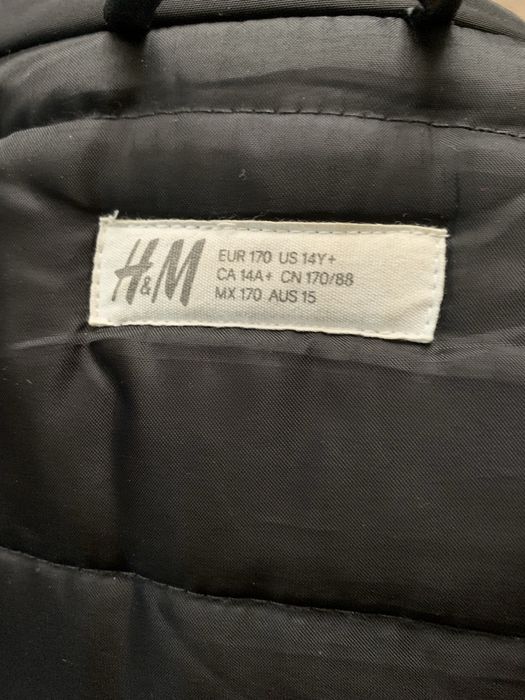 H&M
EUR 170 US 14Y+
CA 14A+ CN 170/88
MX 170 AUS 15